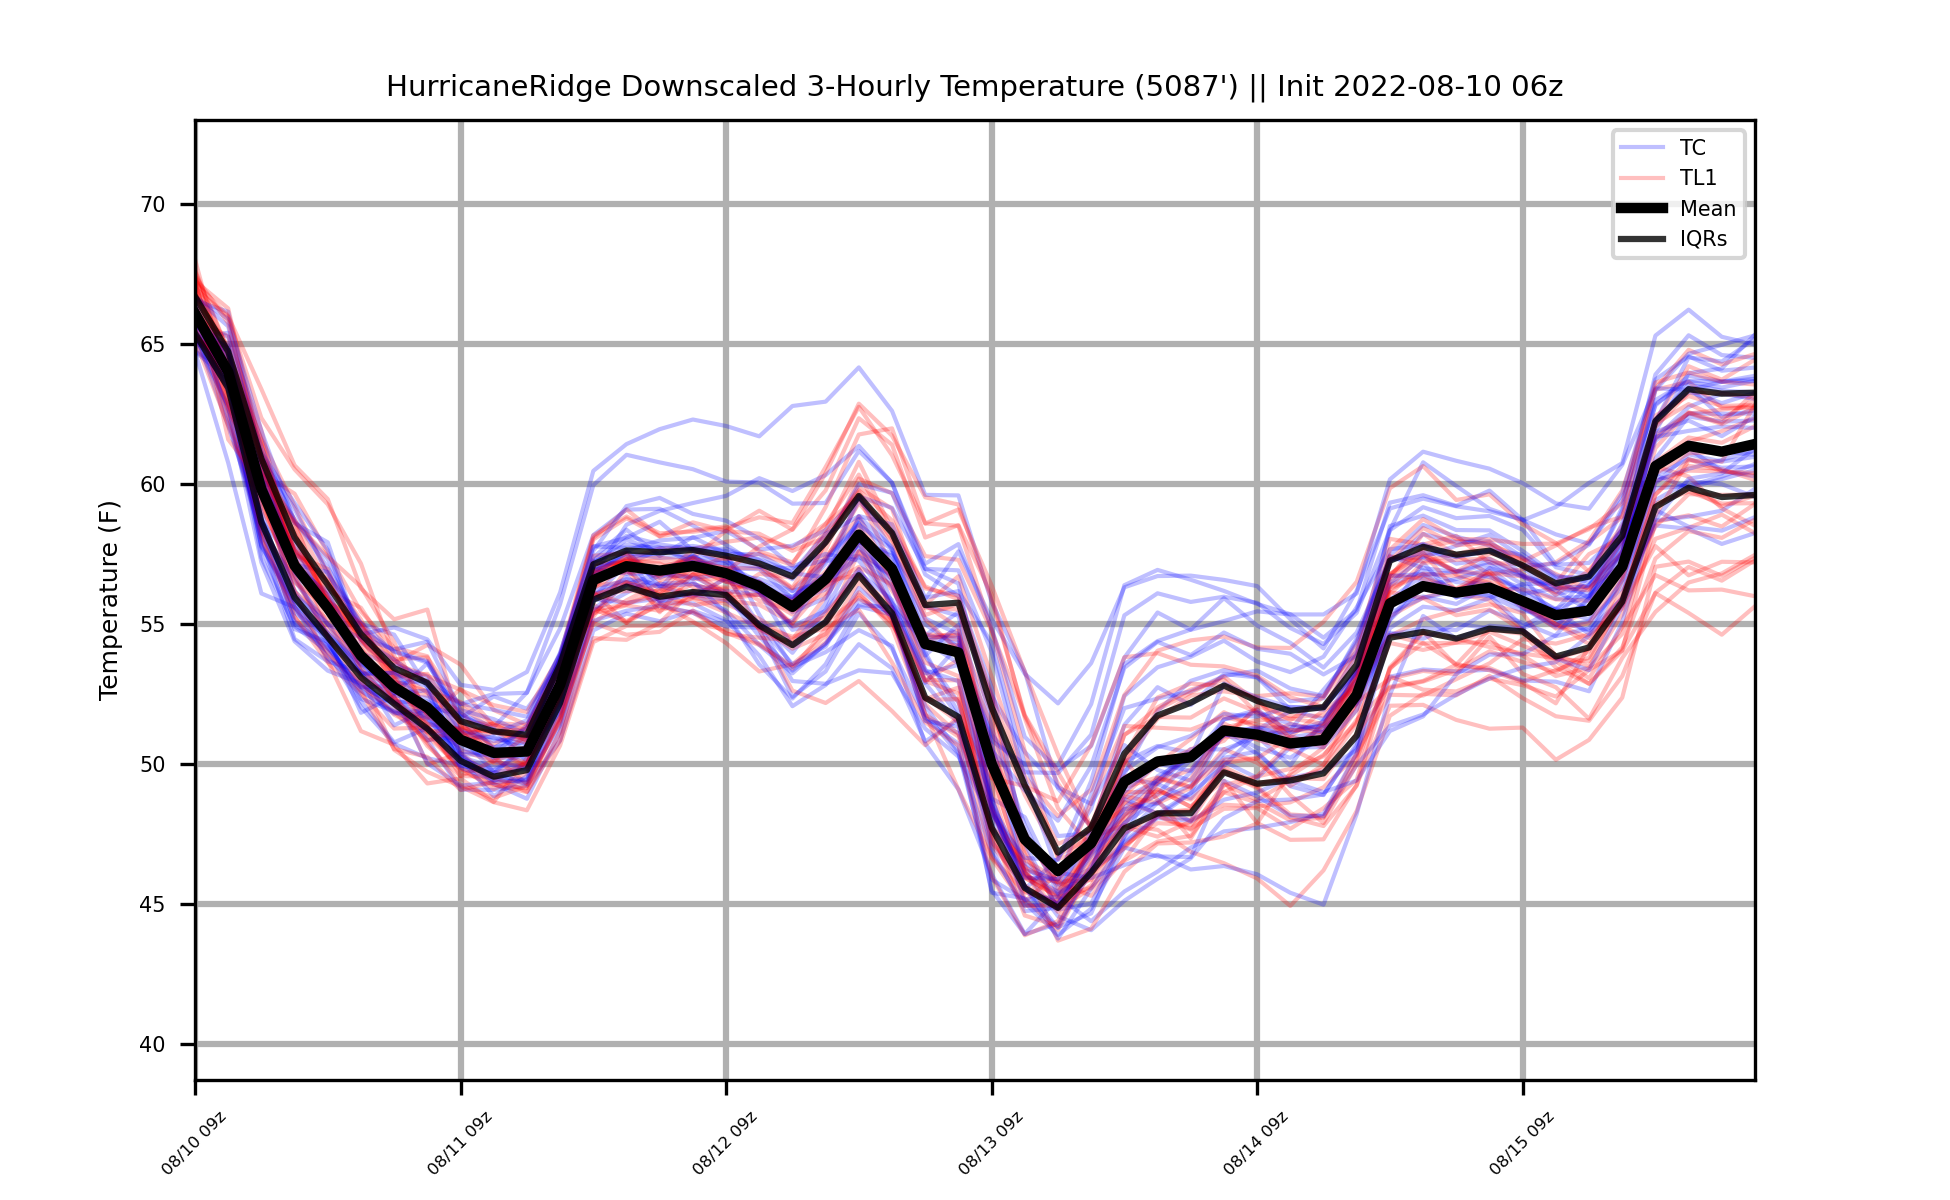 HurricaneRidge Downscaled 3-Hourly Temperature (5087') || Init 2022-08-10 06z
TC
TL1
Mean
IQRs
Temperature (F)
70
65
60
55
50
45
40
08/10 09z
08/11 09z
08/12 09z
08/13 09z
08/14 09z
08/15 09z